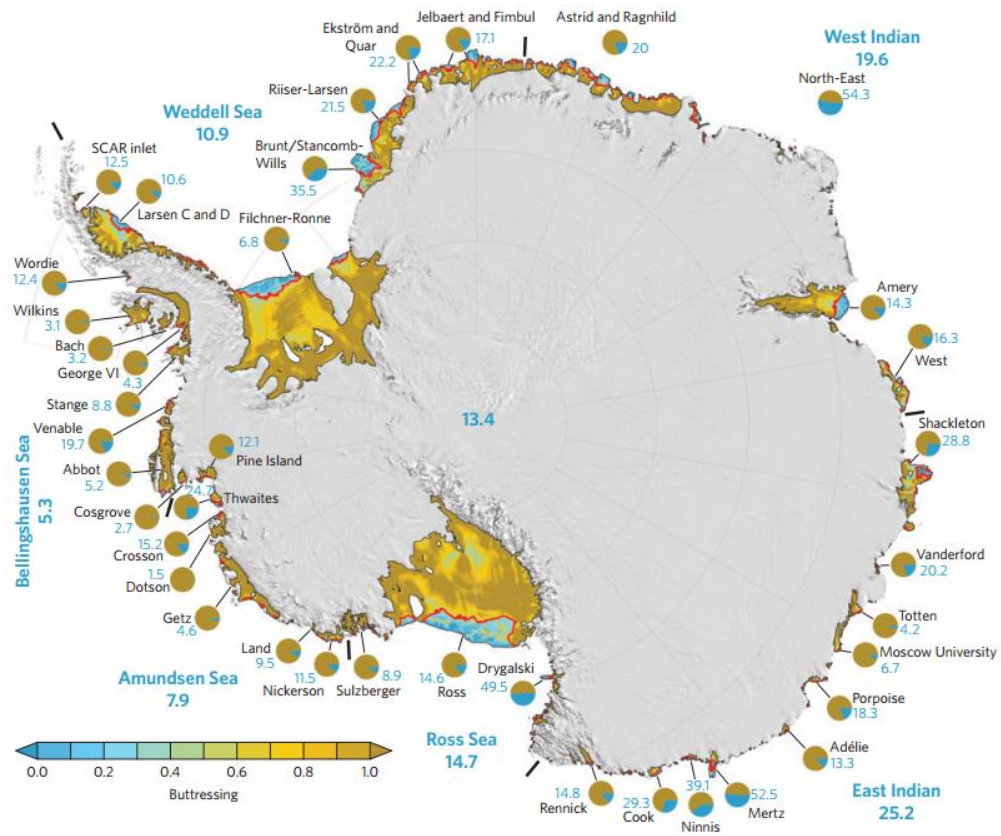 Jelbaert and Fimbul
17.1
Astrid and Ragnhild
20
Ekström and
Quar
22.2
West Indian
19.6
North-East
54.3
Riiser-Larsen
21.5
Weddell Sea
10.9
Brunt/Stancomb-
Wills
35.5
SCAR inlet
12.5
10.6
Larsen C and D
Filchner-Ronne
6.8
Wordie
12.4
Wilkins
3.1
Bach
3.2
George VI
4.3
Stange
8.8
Venable
19.7
Abbot
5.2
Cosgrove
2.7
Bellingshausen Sea
5.3
12.1
Pine Island
24.7
Thwaites
Crosson
15.2
Dotson
1.5
Getz
4.6
Land
9.5
Nickerson
11.5
Sulzberger
8.9
Amundsen Sea
7.9
13.4
Amery
14.3
16.3
West
Shackleton
28.8
Vanderford
20.2
Totten
4.2
Moscow University
6.7
Porpoise
18.3
Adélie
13.3
East Indian
25.2
Ross
14.6
Drygalski
49.5
Ross Sea
14.7
Rennick
14.8
Cook
29.3
Ninnis
39.1
Mertz
52.5
0.0 0.2 0.4 0.6 0.8 1.0
Buttressing